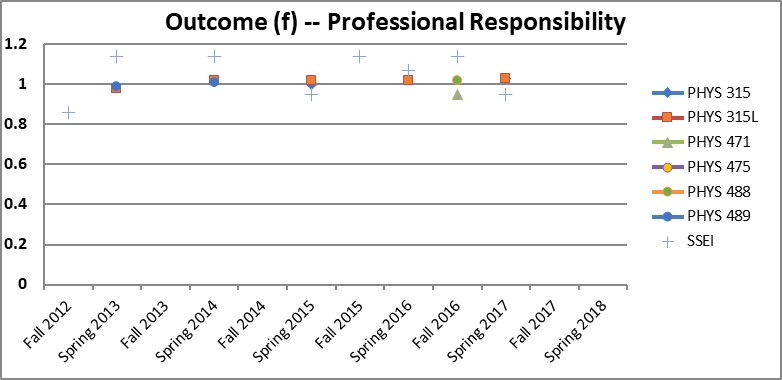 Outcome (f) -- Professional Responsibility
1.2
1
0.8
0.6
0.4
0.2
0
Fall 2012
Spring 2013
Fall 2013
Spring 2014
Fall 2014
Spring 2015
Fall 2015
Spring 2016
Fall 2016
Spring 2017
Fall 2017
Spring 2018
PHYS 315
PHYS 315L
PHYS 471
PHYS 475
PHYS 488
PHYS 489
SSEI